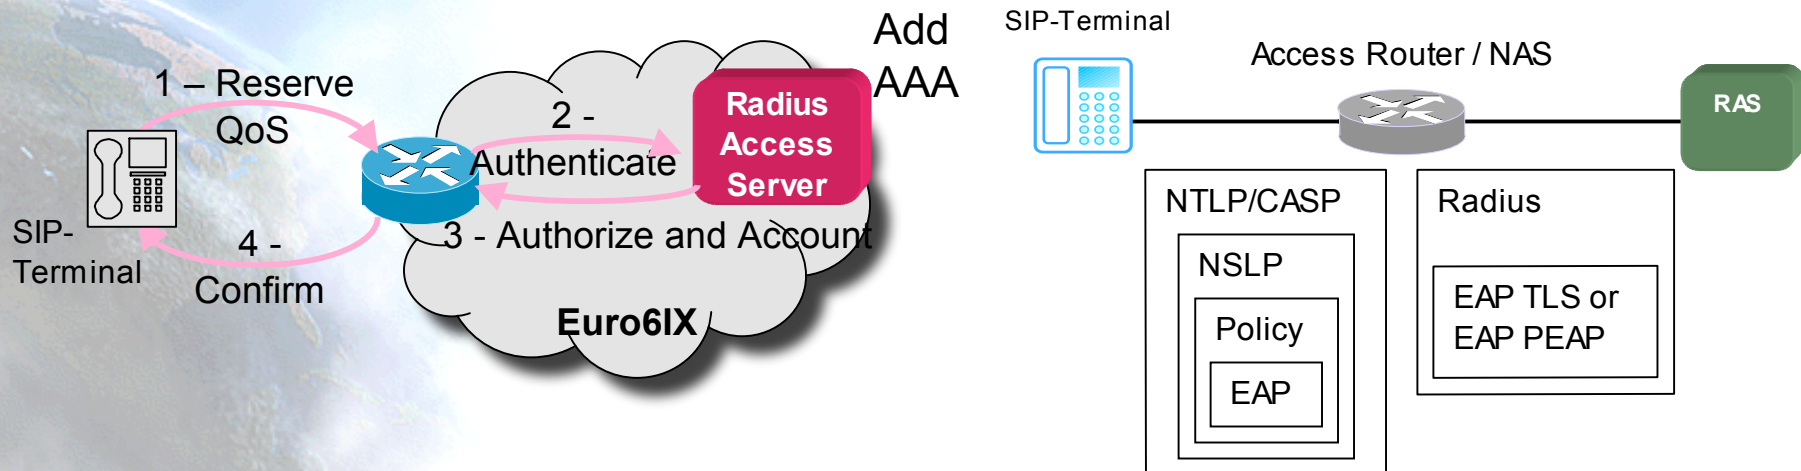 1 – Reserve
QoS
SIP-
Terminal
4 -
Confirm
2 -
Authenticate
3 - Authorize and Account
Radius
Access
Server
Euro6IX
Add
AAA
SIP-Terminal
Access Router / NAS
RAS
NTLP/CASP
NSLP
Policy
EAP
Radius
EAP TLS or
EAP PEAP